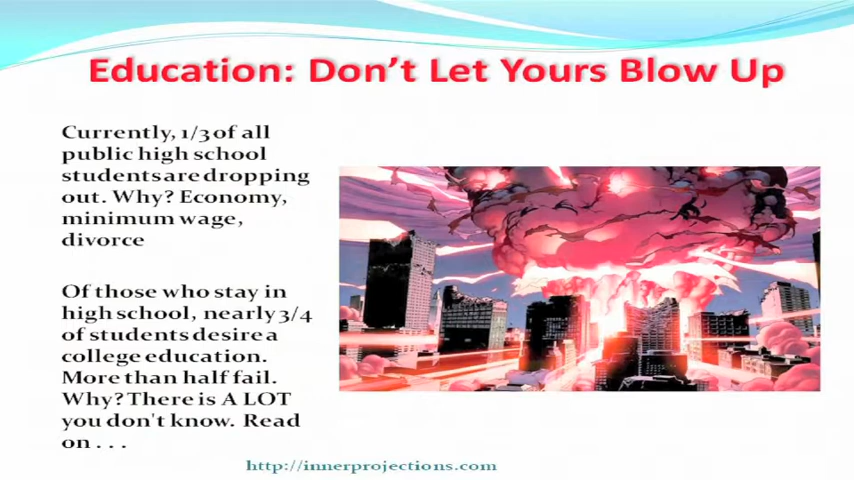 Education: Don't Let Yours Blow Up
Currently, 1/3 of all
public high school
students are dropping
out. Why? Economy,
minimum wage,
divorce
Of those who stay in
high school, nearly 3/4
of students desire a
college education.
More than half fail.
Why? There is A LOT
you don't know. Read
on . . .
http://innerprojections.com